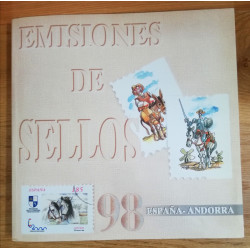 EMISIONES
DE
SELLOS
98
ESPAÑA-ANDORRA
ESPAÑA